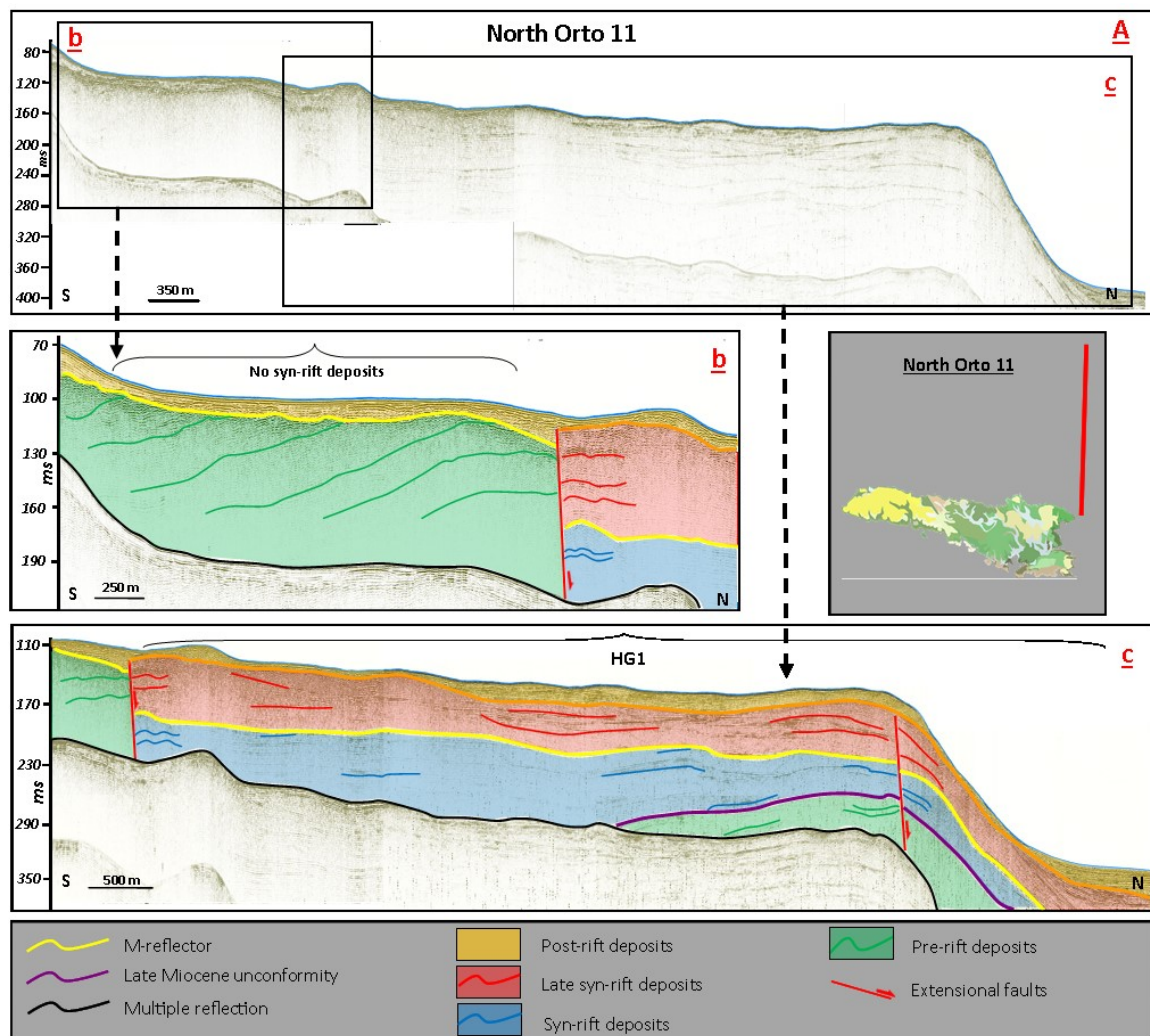 North Orto 11
A
b
c
80
120
160
200
ms
240
280
320
360
400
S
350 m
N
70
100
130
ms
160
190
No syn-rift deposits
b
S
250 m
N
North Orto 11
110
170
230
ms
290
350
HG1
c
S
500 m
N
M-reflector
Late Miocene unconformity
Multiple reflection
Post-rift deposits
Late syn-rift deposits
Syn-rift deposits
Pre-rift deposits
Extensional faults